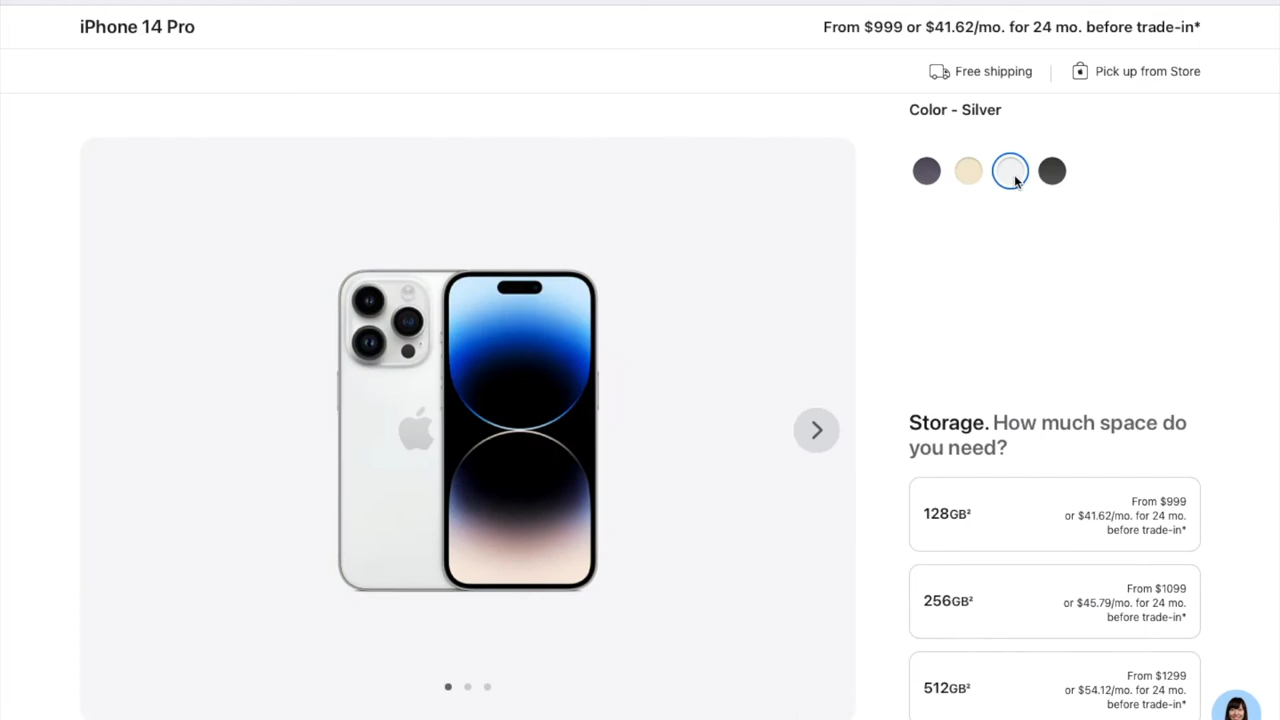 iPhone 14 Pro
From $999 or $41.62/mo. for 24 mo. before trade-in*
Free shipping
Pick up from Store
Color - Silver
Storage. How much space do
you need?
128GB²
From $999
or $41.62/mo. for 24 mo.
before trade-in*
256GB²
From $1099
or $45.79/mo. for 24 mo.
before trade-in*
512GB²
From $1299
or $54.12/mo. for 24 mo.
before trade-in*